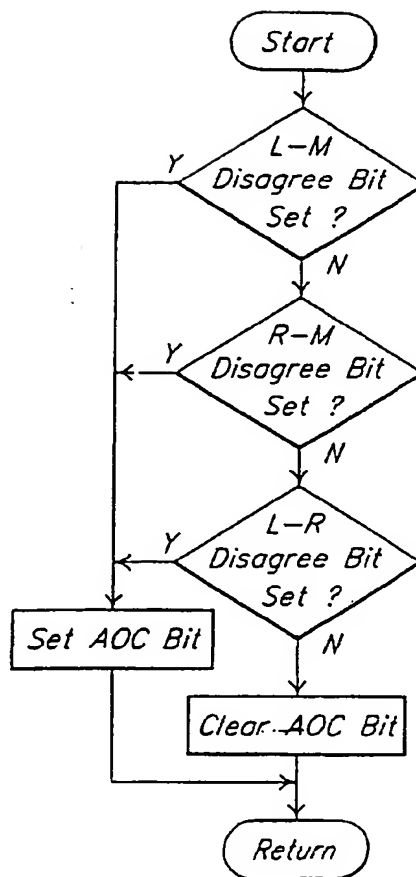 Start
L-M
Disagree Bit
Set ?
Y
N
R-M
Disagree Bit
Set ?
Y
N
L-R
Disagree Bit
Set ?
Y
N
Set AOC Bit
Clear AOC Bit
Return